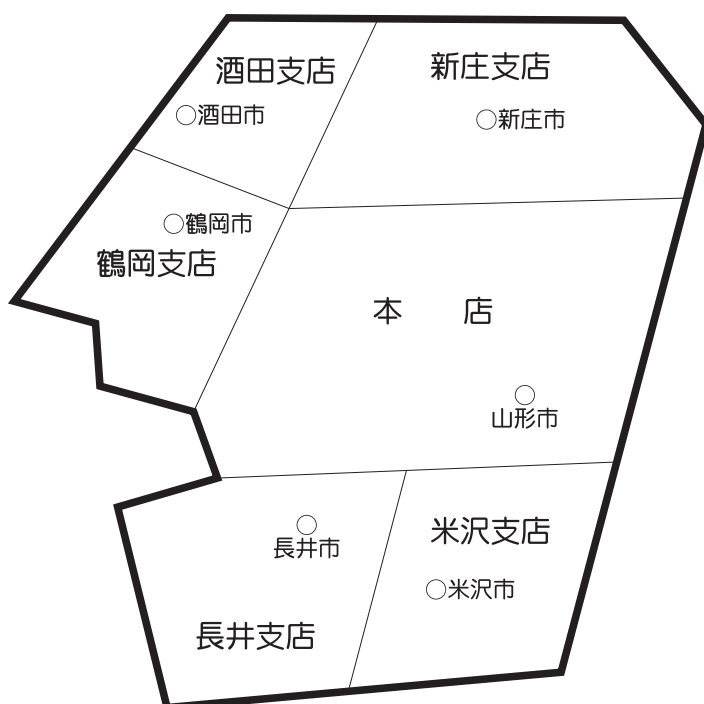 酒田支店
○酒田市
新庄支店
○新庄市
○鶴岡市
鶴岡支店
本　店
山形市
長井市
長井支店
米沢支店
○米沢市